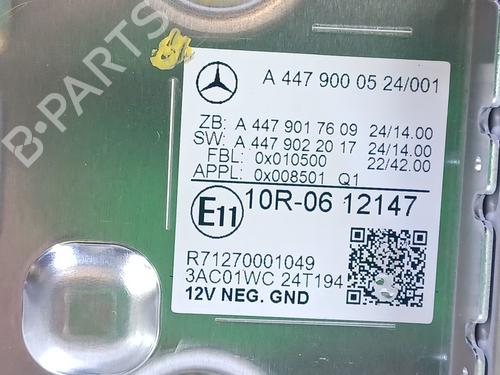 A 447 900 05 24/001
ZB: A 447 901 76 09 24/14.00
SW: A 447 902 20 17 24/14.00
FBL: 0x010500 22/42.00
APPL: 0x008501 Q1
E11 10R-06 12147
R71270001049
3AC01WC 24T194
12V NEG. GND
B-PARTS